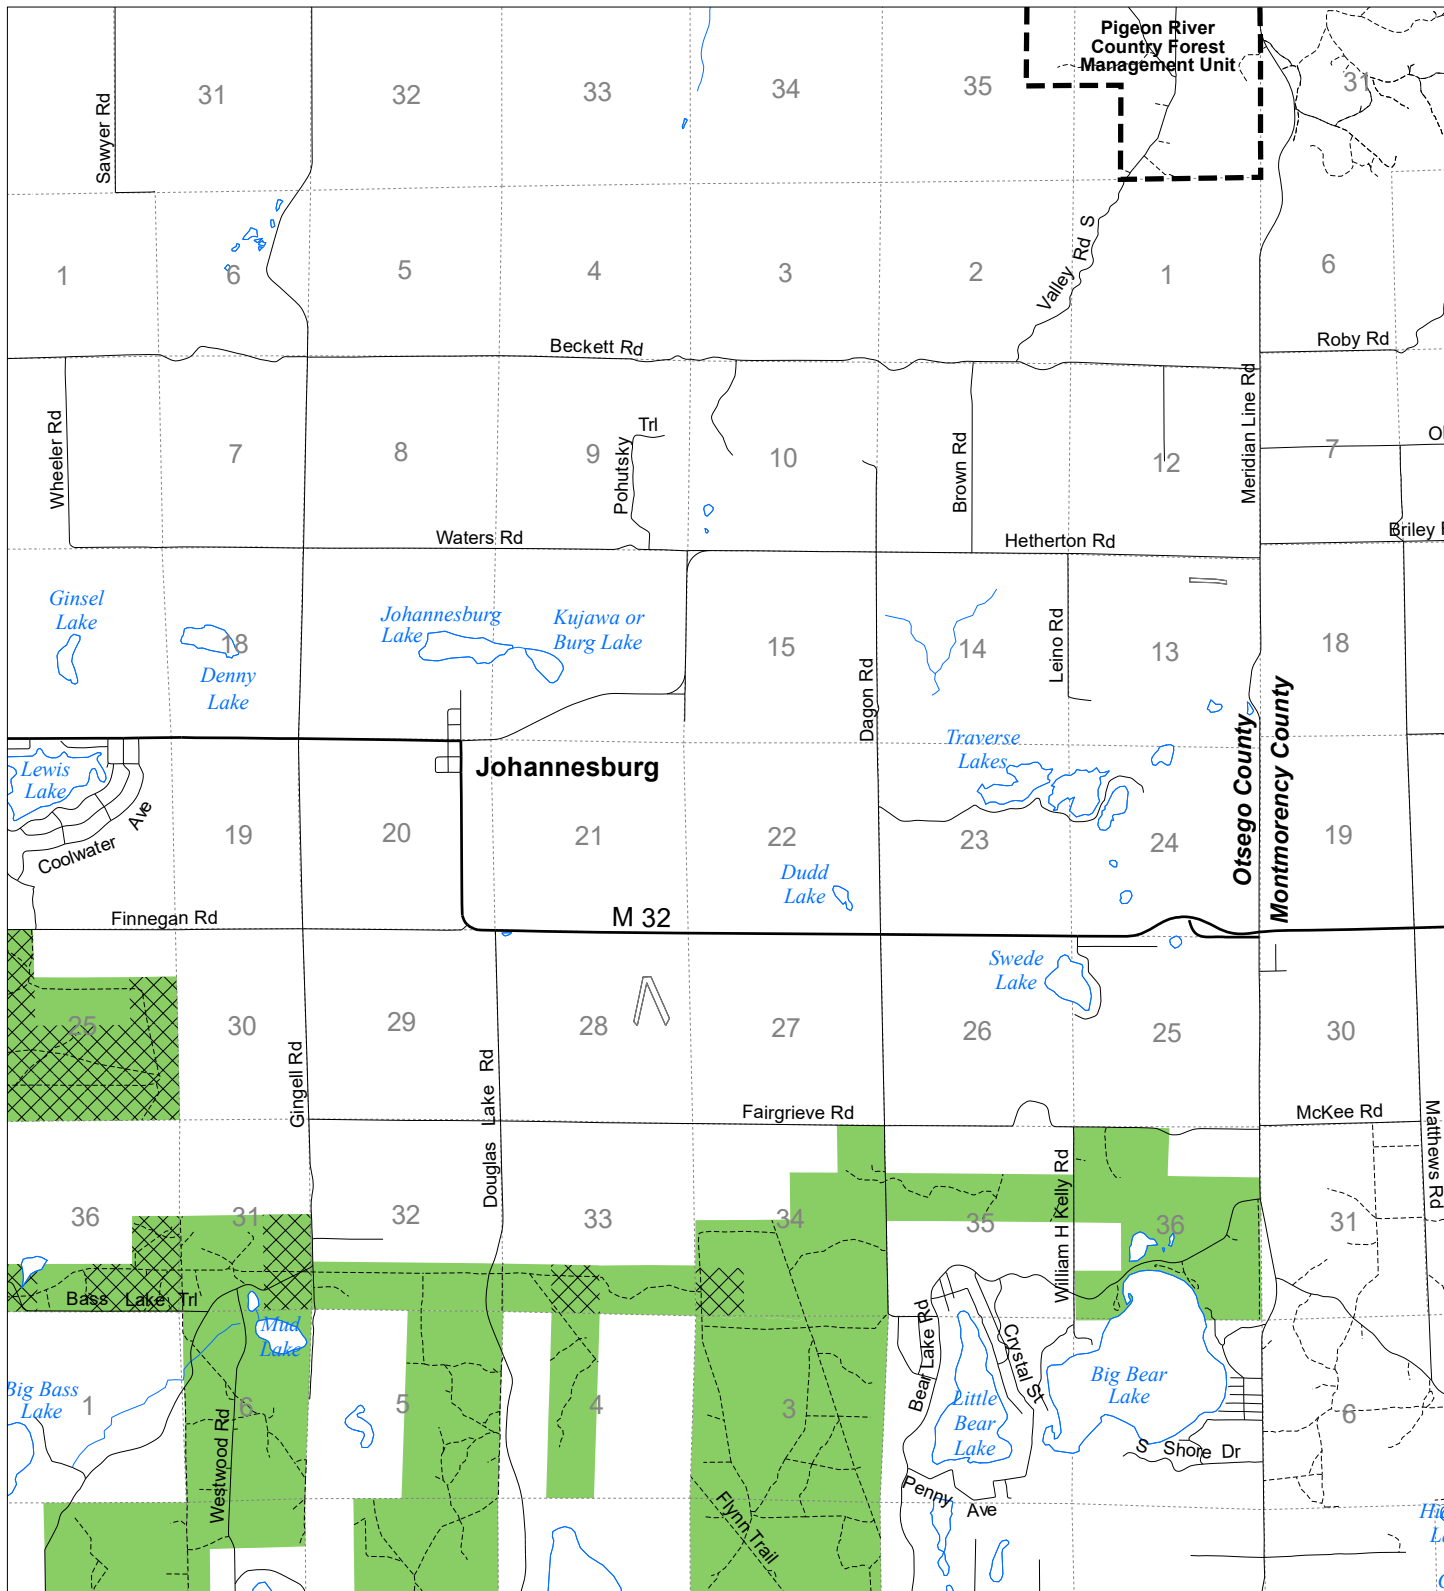 Pigeon River
Country Forest
Management Unit
31
32
33
34
35
31
Sawyer Rd
1
6
5
4
3
2
Valley Rd S
1
6
Beckett Rd
Roby Rd
Wheeler Rd
7
8
9
Pohutsky
Trl
10
Brown Rd
12
Meridian Line Rd
7
Waters Rd
Hetherton Rd
Ginsel
Lake
18
Denny
Lake
Johannesburg
Lake
Kujawa or
Burg Lake
15
Dagon Rd
14
Leino Rd
13
18
Traverse
Lakes
Otsego County
Montmorency County
Johannesburg
Lewis
Lake
Coolwater Ave
19
20
21
22
23
24
19
Dudd
Lake
Finnegan Rd
M 32
Swede
Lake
25
30
29
28
27
26
25
30
Gingell Rd
Douglas Lake Rd
Fairgrieve Rd
McKee Rd
Matthews Rd
William H Kelly Rd
36
31
32
33
34
35
36
31
Bass Lake Trl
Mud
Lake
Big Bass
Lake
1
6
5
4
3
Westwood Rd
Bear Lake Rd
Crystal St
Little
Bear
Lake
Big Bear
Lake
6
S Shore Dr
Penny Ave
Flynn Trail
Briley